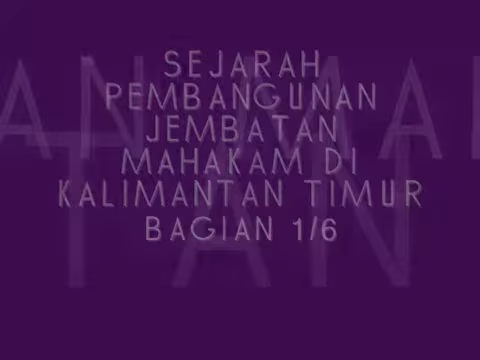 SEJARAH
PEMBANGUNAN
JEMBATAN
MAHAKAM DI
KALIMANTAN TIMUR
BAGIAN 1/6